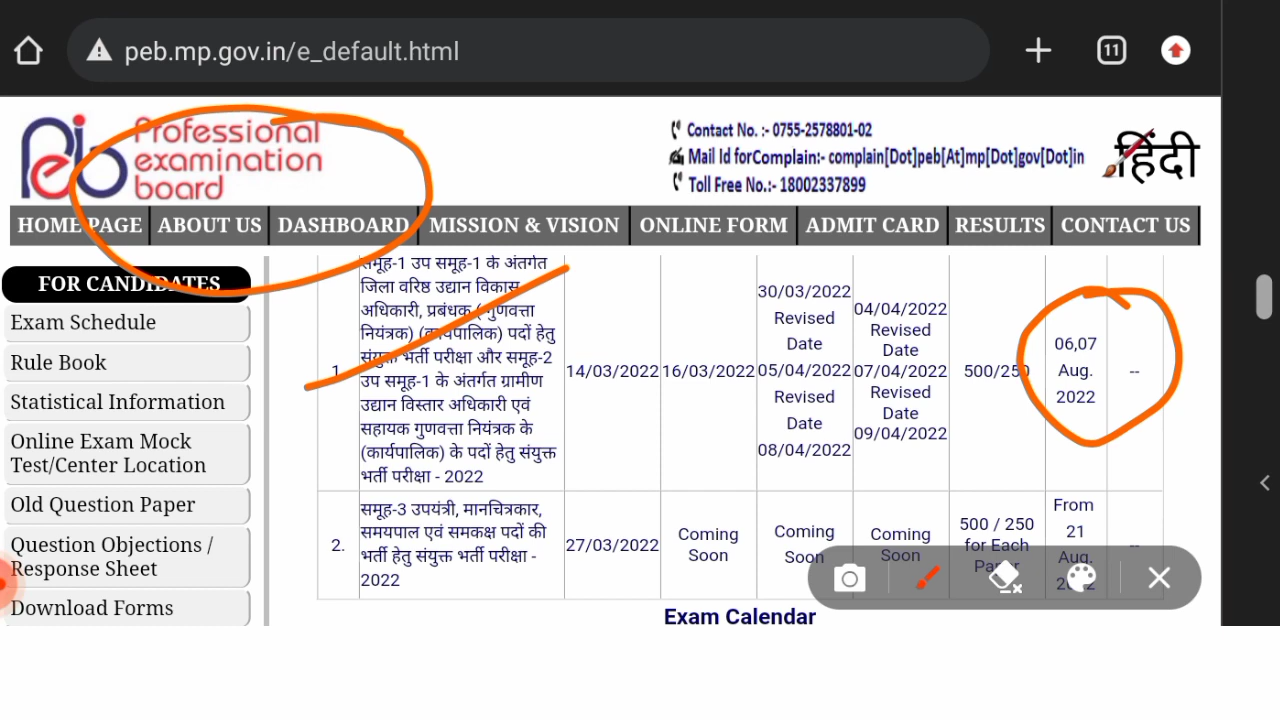 peb.mp.gov.in/e_default.html
11
Peb Professional
examination
board
Contact No. :- 0755-2578801-02
Mail Id forComplain:- complain[Dot]peb[At]mp[Dot]gov[Dot]in
Toll Free No.:- 18002337899
हिंदी
HOME PAGE ABOUT US DASHBOARD MISSION & VISION ONLINE FORM ADMIT CARD RESULTS CONTACT US
FOR CANDIDATES
Exam Schedule
Rule Book
Statistical Information
Online Exam Mock
Test/Center Location
Old Question Paper
Question Objections /
Response Sheet
Download Forms
1.
समूह-1 उप समूह-1 के अंतर्गत
जिला वरिष्ठ उद्यान विकास
अधिकारी, प्रबंधक (गुणवत्ता
नियंत्रक) (कार्यपालिक) पदों हेतु
संयुक्त भर्ती परीक्षा और समूह-2
उप समूह-1 के अंतर्गत ग्रामीण
उद्यान विस्तार अधिकारी एवं
सहायक गुणवत्ता नियंत्रक के
(कार्यपालिक) के पदों हेतु संयुक्त
भर्ती परीक्षा - 2022
14/03/2022
16/03/2022
30/03/2022
Revised
Date
05/04/2022
Revised
Date
08/04/2022
04/04/2022
Revised
Date
07/04/2022
Revised
Date
09/04/2022
500/250
06,07
Aug.
2022
--
2.
समूह-3 उपयंत्री, मानचित्रकार,
समयपाल एवं समकक्ष पदों की
भर्ती हेतु संयुक्त भर्ती परीक्षा -
2022
27/03/2022
Coming
Soon
Coming
Soon
Coming
Soon
500 / 250
for Each
Paper
From
21
Aug.
2022
--
Exam Calendar